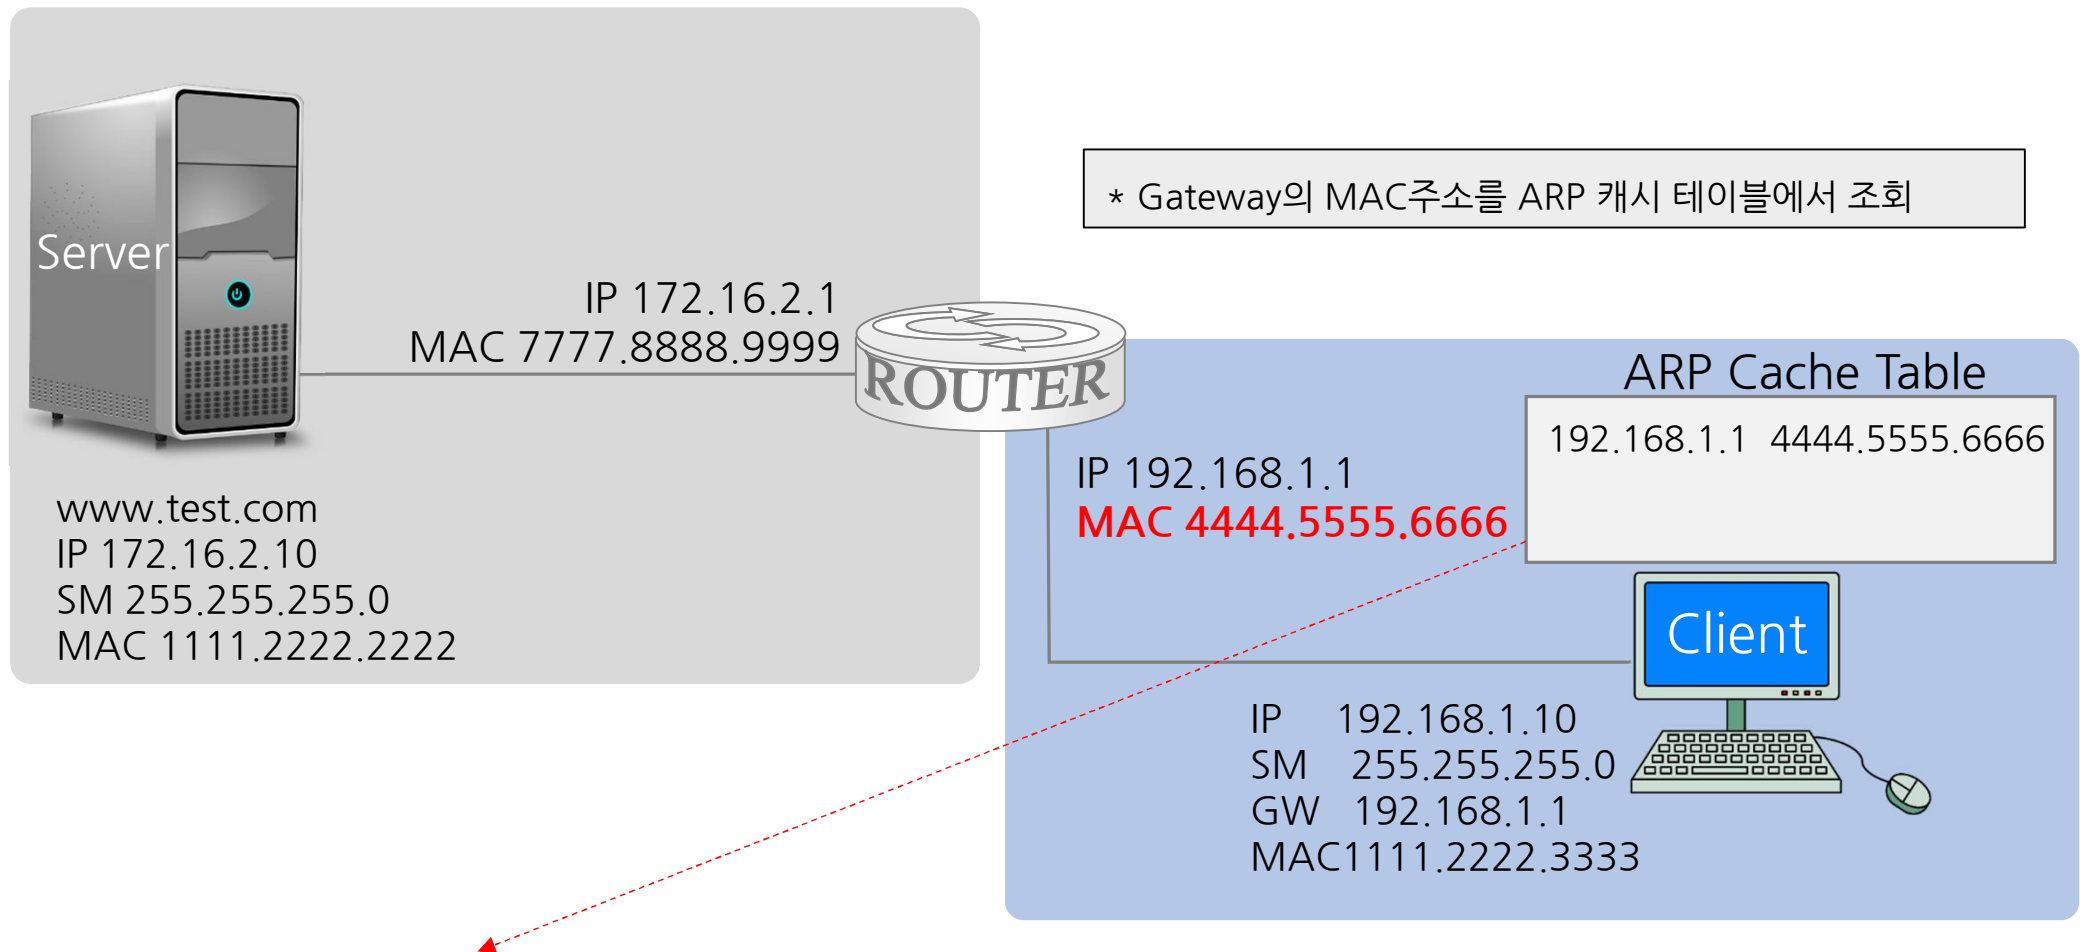 * Gateway의 MAC주소를 ARP 캐시 테이블에서 조회
Server
IP 172.16.2.1
MAC 7777.8888.9999
ROUTER
www.test.com
IP 172.16.2.10
SM 255.255.255.0
MAC 1111.2222.2222
ARP Cache Table
192.168.1.1 4444.5555.6666
IP 192.168.1.1
MAC 4444.5555.6666
Client
IP 192.168.1.10
SM 255.255.255.0
GW 192.168.1.1
MAC1111.2222.3333